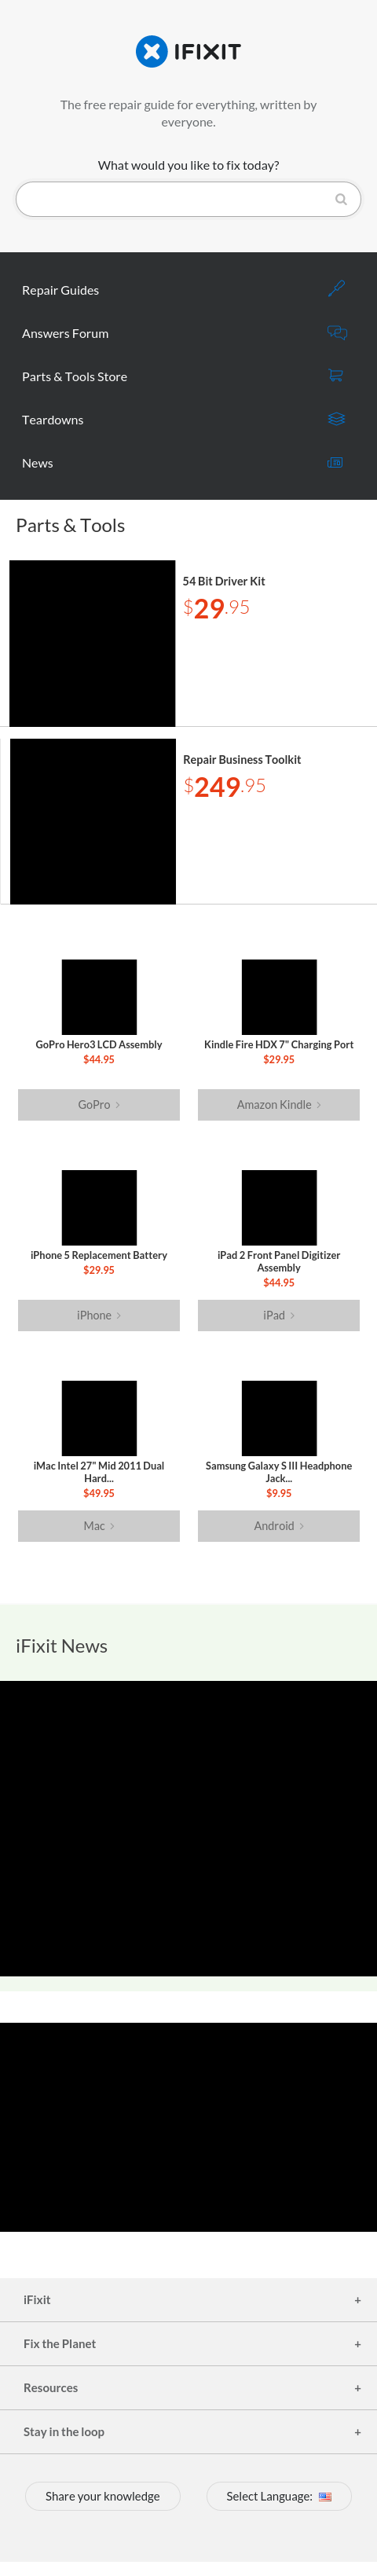 IFIXIT
The free repair guide for everything, written by
everyone.
What would you like to fix today?
Repair Guides
Answers Forum
Parts & Tools Store
Teardowns
News
Parts & Tools
54 Bit Driver Kit
$29.95
Repair Business Toolkit
$249.95
GoPro Hero3 LCD Assembly
$44.95
GoPro
Kindle Fire HDX 7" Charging Port
$29.95
Amazon Kindle
iPhone 5 Replacement Battery
$29.95
iPhone
iPad 2 Front Panel Digitizer
Assembly
$44.95
iPad
iMac Intel 27" Mid 2011 Dual
Hard...
$49.95
Mac
Samsung Galaxy S III Headphone
Jack...
$9.95
Android
iFixit News
iFixit +
Fix the Planet +
Resources +
Stay in the loop +
Share your knowledge
Select Language: